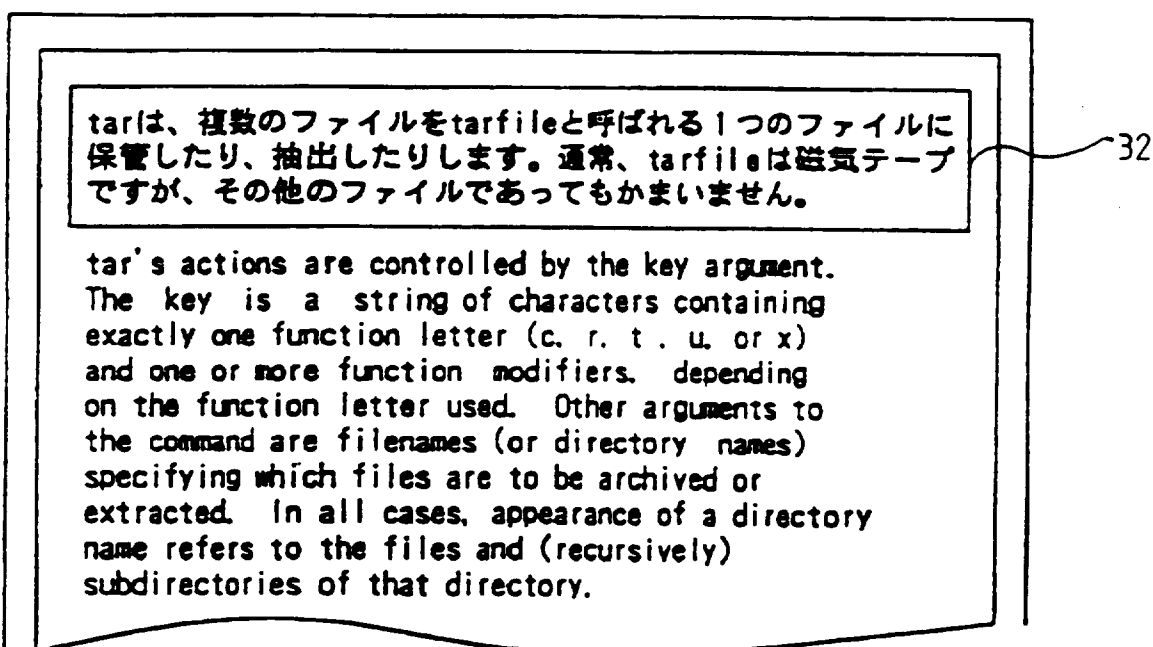 tarは、複数のファイルをtarfileと呼ばれる1つのファイルに
保管したり、抽出したりします。通常、tarfileは磁気テープ
ですが、その他のファイルであってもかまいません。
32
tar's actions are controlled by the key argument.
The key is a string of characters containing
exactly one function letter (c. r. t . u. or x)
and one or more function modifiers. depending
on the function letter used. Other arguments to
the command are filenames (or directory names)
specifying which files are to be archived or
extracted. In all cases, appearance of a directory
name refers to the files and (recursively)
subdirectories of that directory.